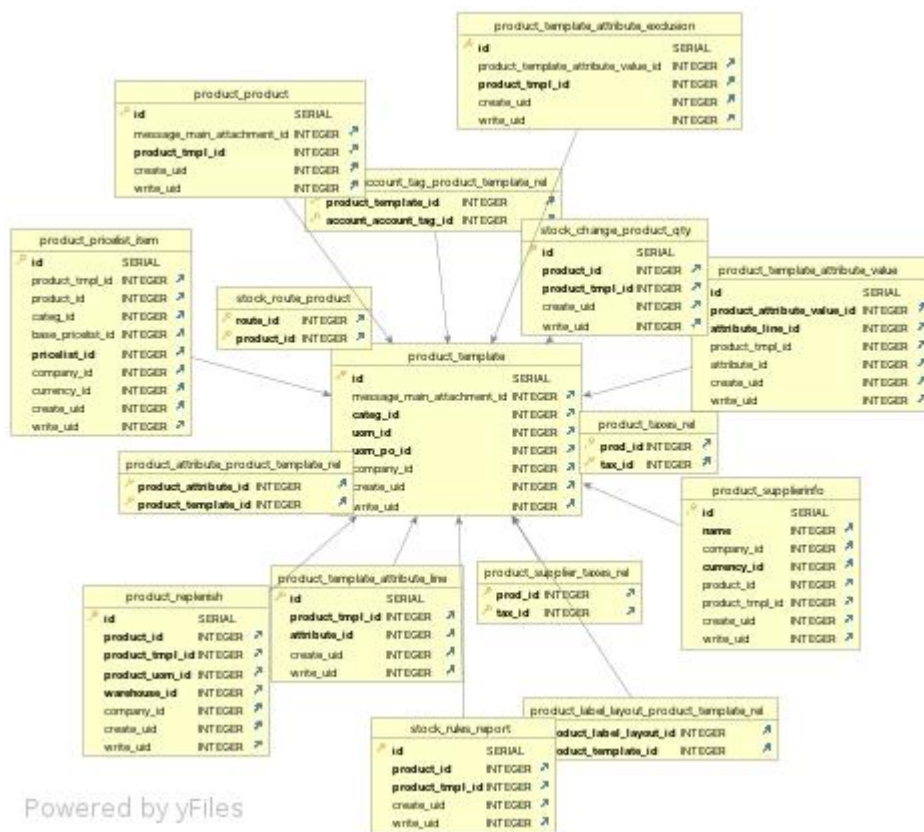 product_template_attribute_exclusion
id SERIAL
product_template_attribute_value_id INTEGER
product_tmpl_id INTEGER
create_uid INTEGER
write_uid INTEGER
product_product
id SERIAL
message_main_attachment_id INTEGER
product_tmpl_id INTEGER
create_uid INTEGER
write_uid INTEGER
account_tag_product_template_rel
product_template_id INTEGER
account_account_tag_id INTEGER
stock_change_product_qty
id SERIAL
product_id INTEGER
product_tmpl_id INTEGER
create_uid INTEGER
write_uid INTEGER
product_pricelist_item
id SERIAL
product_tmpl_id INTEGER
product_id INTEGER
categ_id INTEGER
base_pricelist_id INTEGER
pricelist_id INTEGER
company_id INTEGER
currency_id INTEGER
create_uid INTEGER
write_uid INTEGER
product_template_attribute_value
id SERIAL
product_attribute_value_id INTEGER
attribute_line_id INTEGER
product_tmpl_id INTEGER
attribute_id INTEGER
create_uid INTEGER
write_uid INTEGER
stock_route_product
route_id INTEGER
product_id INTEGER
product_template
id SERIAL
message_main_attachment_id INTEGER
categ_id INTEGER
uom_id INTEGER
uom_po_id INTEGER
company_id INTEGER
create_uid INTEGER
write_uid INTEGER
product_taxes_rel
prod_id INTEGER
tax_id INTEGER
product_attribute_product_template_rel
product_attribute_id INTEGER
product_template_id INTEGER
product_supplierinfo
id SERIAL
name INTEGER
company_id INTEGER
currency_id INTEGER
product_id INTEGER
product_tmpl_id INTEGER
create_uid INTEGER
write_uid INTEGER
product_supplier_taxes_rel
prod_id INTEGER
tax_id INTEGER
product_template_attribute_line
id SERIAL
product_tmpl_id INTEGER
attribute_id INTEGER
create_uid INTEGER
write_uid INTEGER
product_replenish
id SERIAL
product_id INTEGER
product_tmpl_id INTEGER
product_uom_id INTEGER
warehouse_id INTEGER
company_id INTEGER
create_uid INTEGER
write_uid INTEGER
product_label_layout_product_template_rel
oduct_label_layout_id INTEGER
oduct_template_id INTEGER
stock_rules_report
id SERIAL
product_id INTEGER
product_tmpl_id INTEGER
create_uid INTEGER
write_uid INTEGER
Powered by yFiles